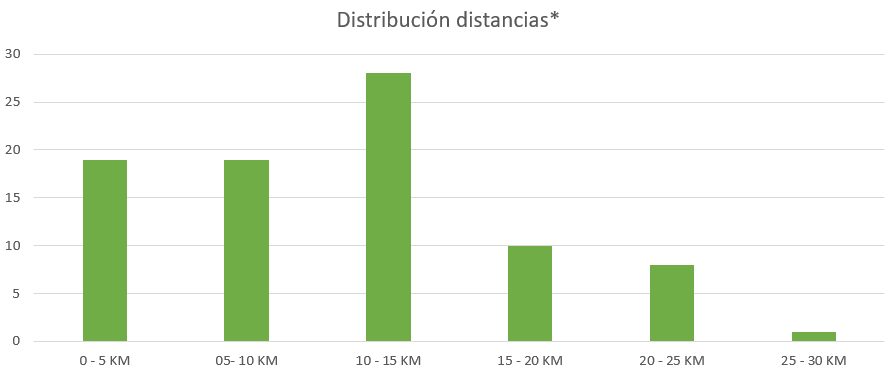 Distribución distancias*
30
25
20
15
10
5
0
0 - 5 KM
05- 10 KM
10 - 15 KM
15 - 20 KM
20 - 25 KM
25 - 30 KM